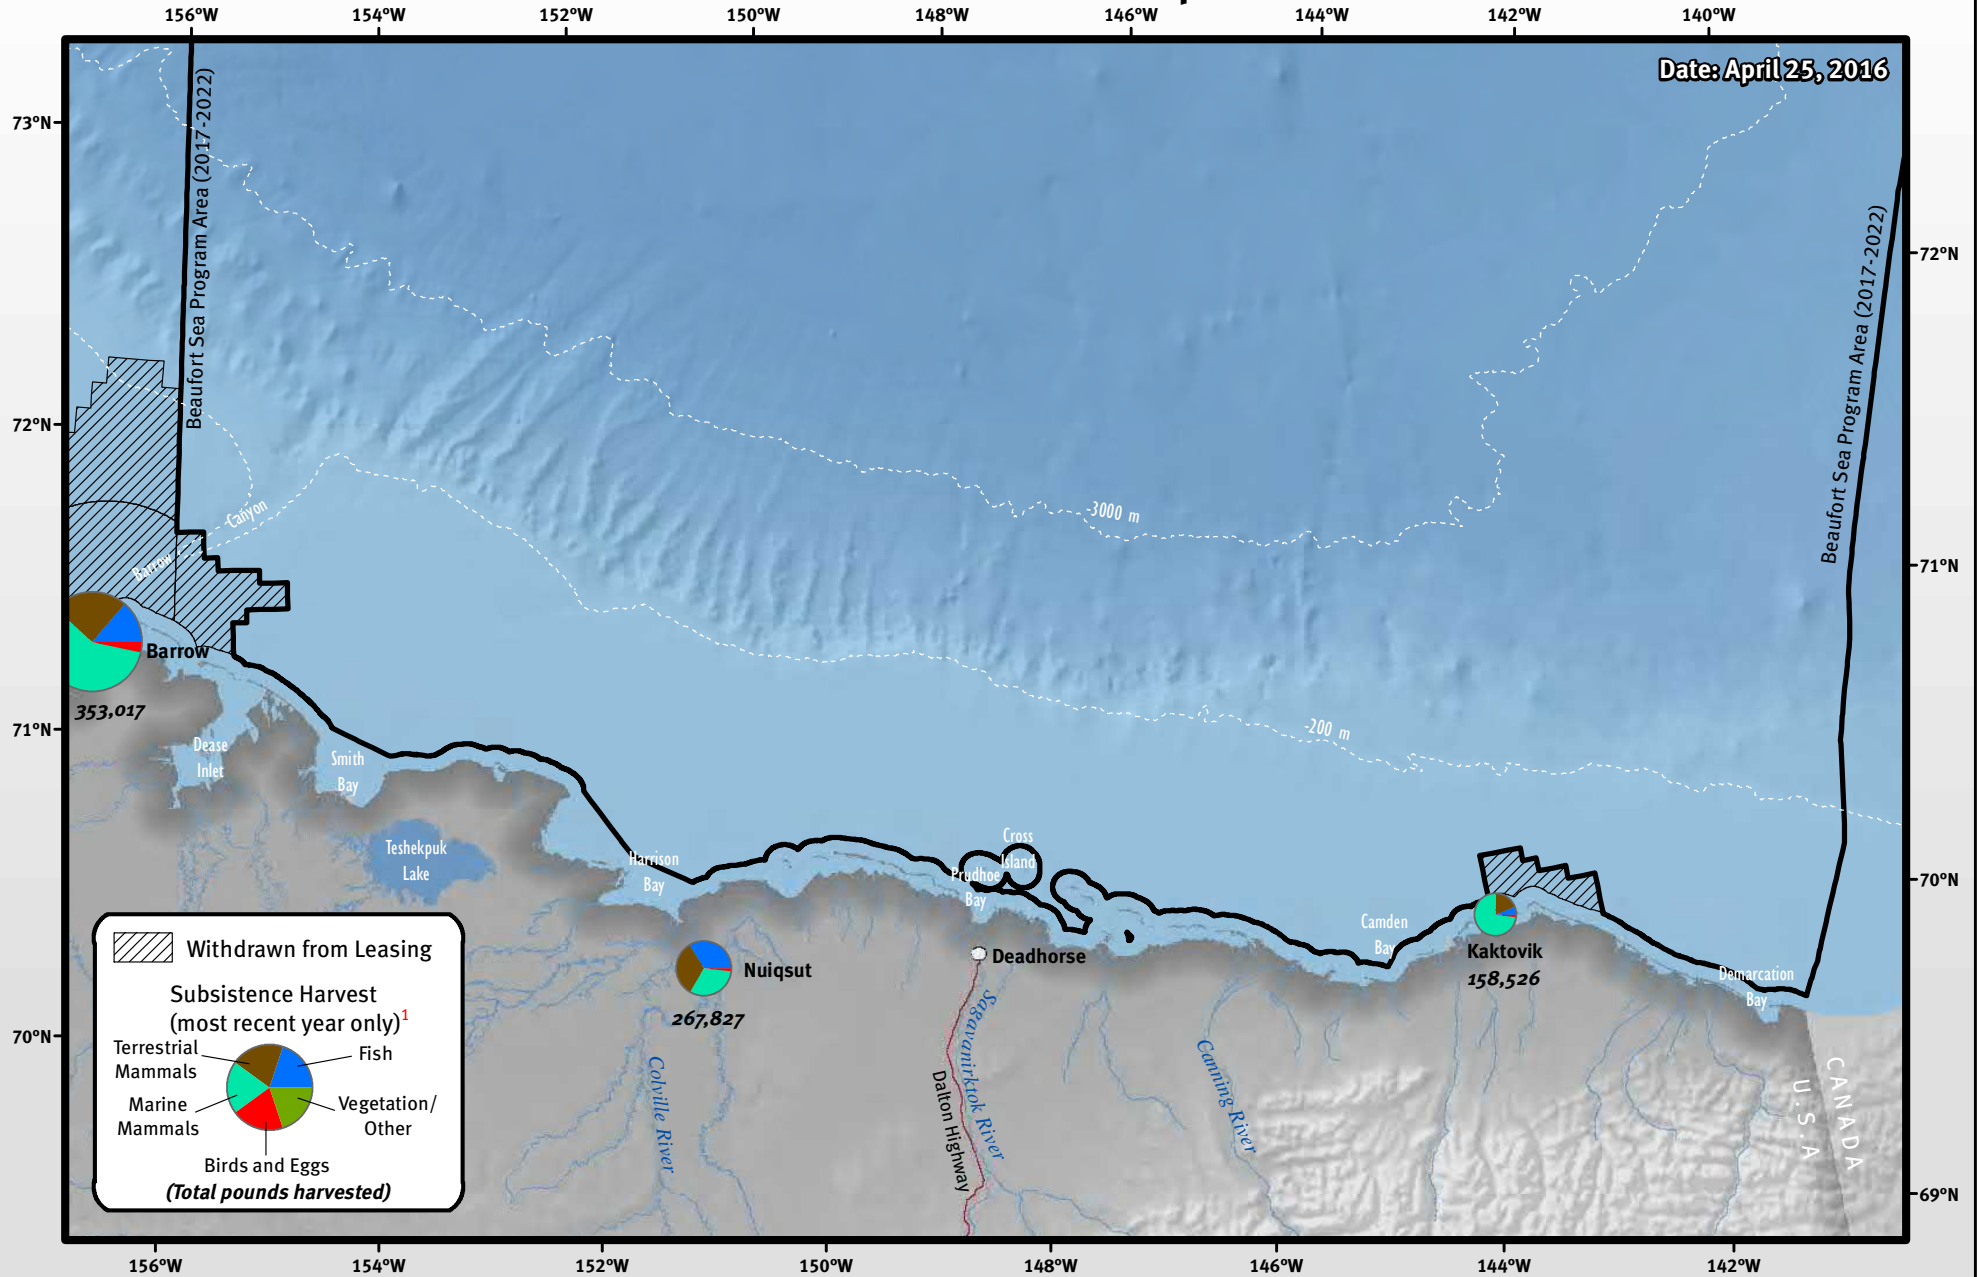 156°W 154°W 152°W 150°W 148°W 146°W 144°W 142°W 140°W
Date: April 25, 2016
73°N
72°N
71°N
70°N
72°N
71°N
70°N
69°N
Beaufort Sea Program Area (2017-2022)
Beaufort Sea Program Area (2017-2022)
-3000 m
-200 m
Barrow
Canyon
Barrow
353,017
Dease
Inlet
Smith
Bay
Teshekpuk
Lake
Harrison
Bay
Prudhoe
Bay
Cross
Island
Camden
Bay
Kaktovik
158,526
Demarcation
Bay
Nuiqsut
267,827
Deadhorse
Colville River
Sagavanirktok River
Dalton Highway
Canning River
CANADA
U.S.A
Withdrawn from Leasing
Subsistence Harvest
(most recent year only)1
Terrestrial
Mammals
Fish
Marine
Mammals
Vegetation/
Other
Birds and Eggs
(Total pounds harvested)
156°W 154°W 152°W 150°W 148°W 146°W 144°W 142°W